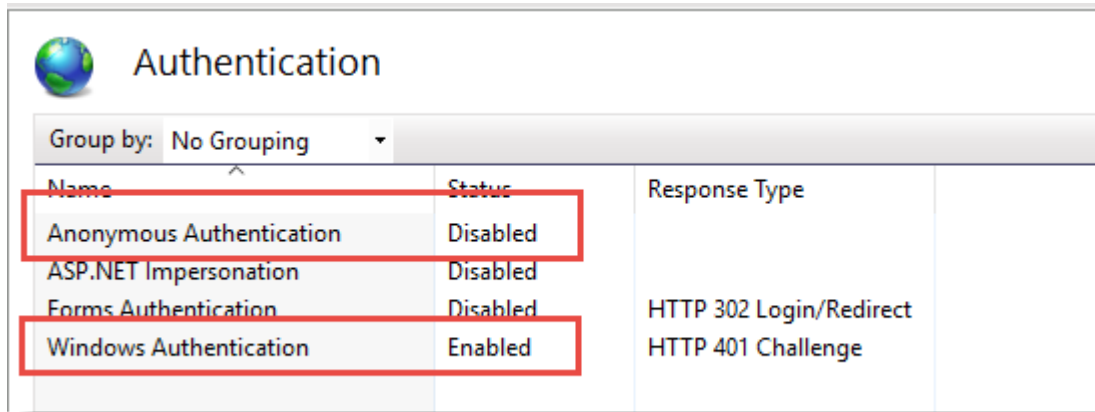 Authentication
Group by: No Grouping
Name Status Response Type
Anonymous Authentication Disabled
ASP.NET Impersonation Disabled
Forms Authentication Disabled HTTP 302 Login/Redirect
Windows Authentication Enabled HTTP 401 Challenge